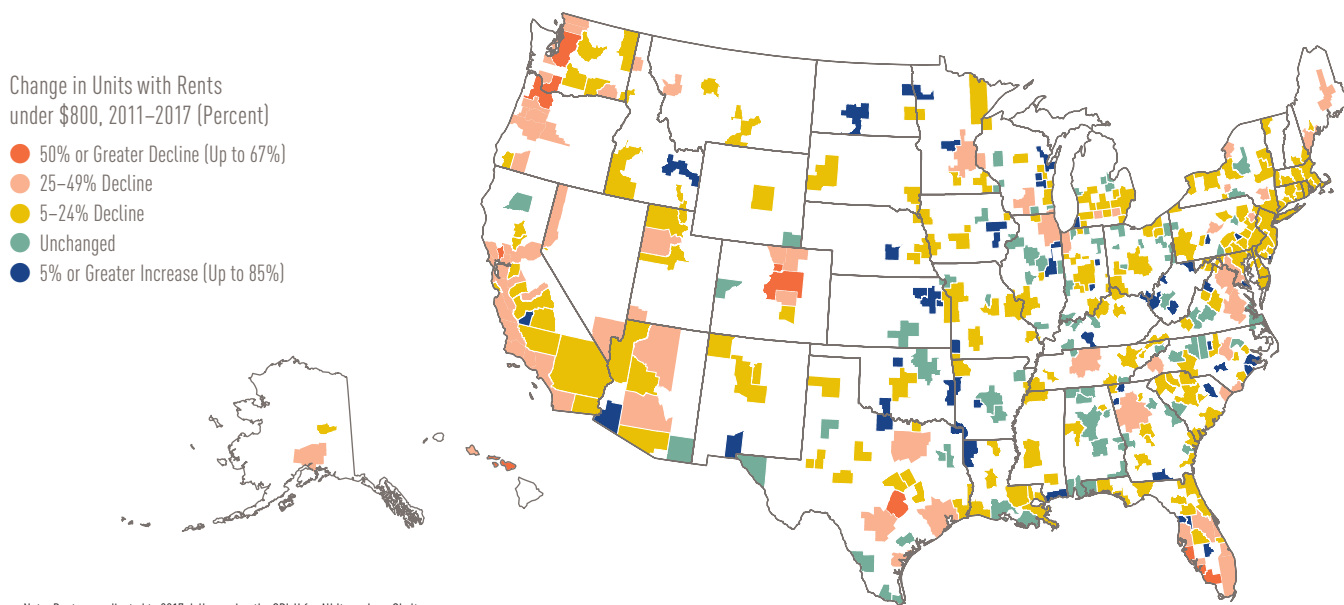 Change in Units with Rents
under $800, 2011–2017 (Percent)
50% or Greater Decline (Up to 67%)
25–49% Decline
5–24% Decline
Unchanged
5% or Greater Increase (Up to 85%)